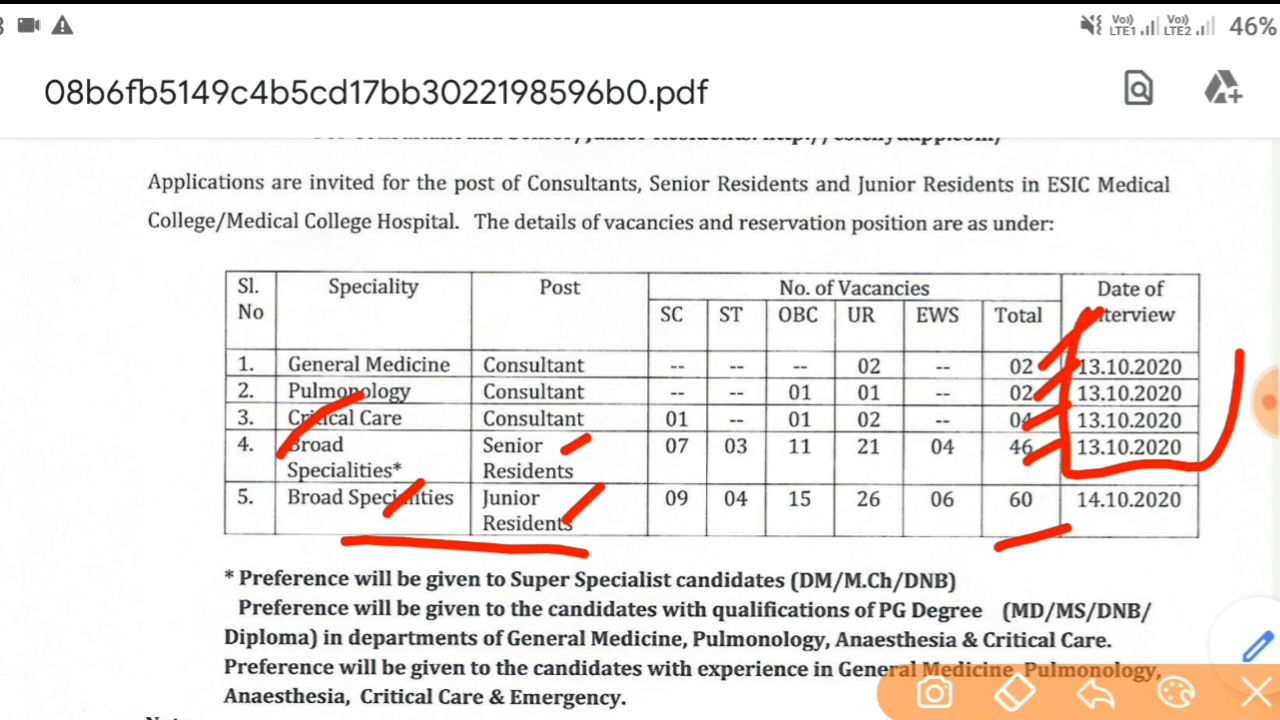 46%
08b6fb5149c4b5cd17bb3022198596b0.pdf
Applications are invited for the post of Consultants, Senior Residents and Junior Residents in ESIC Medical
College/Medical College Hospital. The details of vacancies and reservation position are as under:
Sl. No Speciality Post No. of Vacancies Date of Interview
SC ST OBC UR EWS Total
1. General Medicine Consultant -- -- -- 02 -- 02 13.10.2020
2. Pulmonology Consultant -- -- 01 01 -- 02 13.10.2020
3. Critical Care Consultant 01 -- 01 02 -- 04 13.10.2020
4. Broad Senior 07 03 11 21 04 46 13.10.2020
Specialities* Residents
5. Broad Specialities Junior 09 04 15 26 06 60 14.10.2020
Residents
* Preference will be given to Super Specialist candidates (DM/M.Ch/DNB)
Preference will be given to the candidates with qualifications of PG Degree (MD/MS/DNB/
Diploma) in departments of General Medicine, Pulmonology, Anaesthesia & Critical Care.
Preference will be given to the candidates with experience in General Medicine, Pulmonology,
Anaesthesia, Critical Care & Emergency.